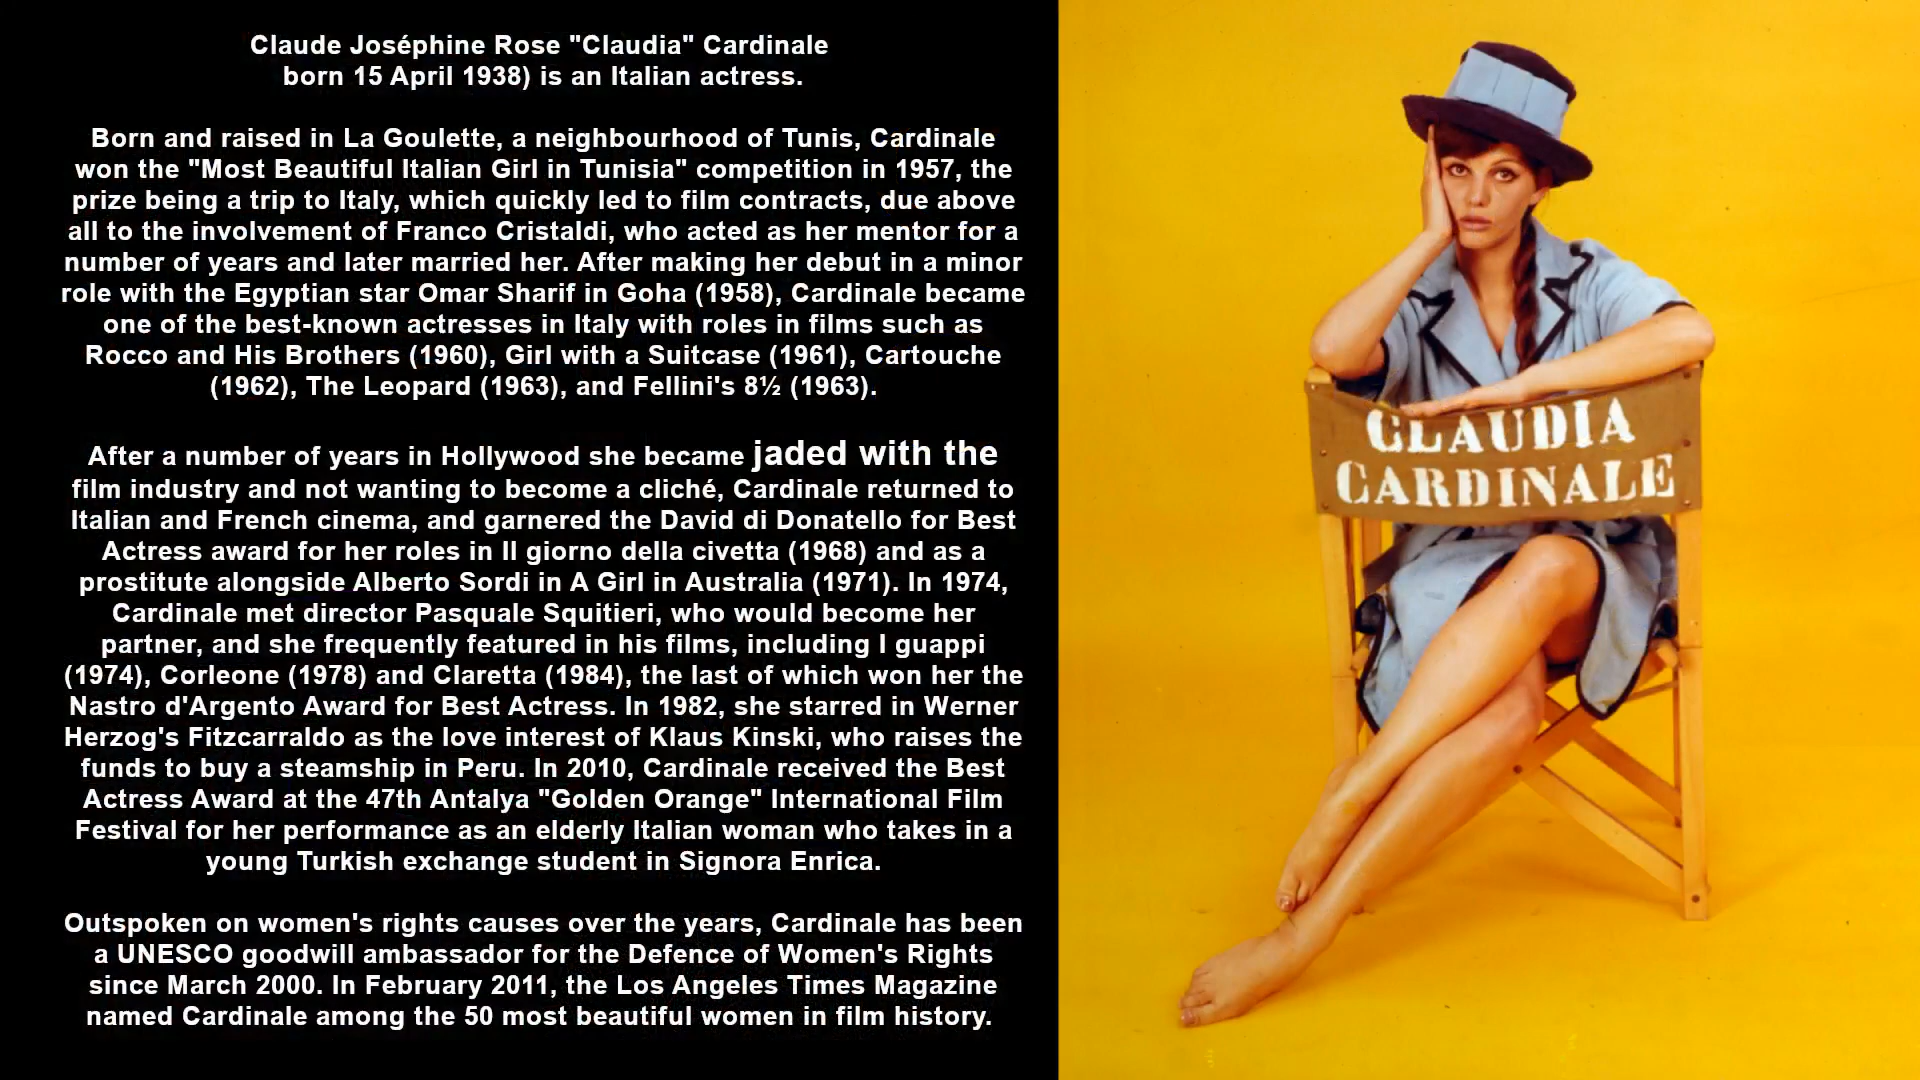 Claude Joséphine Rose "Claudia" Cardinale
born 15 April 1938) is an Italian actress.
Born and raised in La Goulette, a neighbourhood of Tunis, Cardinale
won the "Most Beautiful Italian Girl in Tunisia" competition in 1957, the
prize being a trip to Italy, which quickly led to film contracts, due above
all to the involvement of Franco Cristaldi, who acted as her mentor for a
number of years and later married her. After making her debut in a minor
role with the Egyptian star Omar Sharif in Goha (1958), Cardinale became
one of the best-known actresses in Italy with roles in films such as
Rocco and His Brothers (1960), Girl with a Suitcase (1961), Cartouche
(1962), The Leopard (1963), and Fellini's 8½ (1963).
After a number of years in Hollywood she became jaded with the
film industry and not wanting to become a cliché, Cardinale returned to
Italian and French cinema, and garnered the David di Donatello for Best
Actress award for her roles in Il giorno della civetta (1968) and as a
prostitute alongside Alberto Sordi in A Girl in Australia (1971). In 1974,
Cardinale met director Pasquale Squitieri, who would become her
partner, and she frequently featured in his films, including I guappi
(1974), Corleone (1978) and Claretta (1984), the last of which won her the
Nastro d'Argento Award for Best Actress. In 1982, she starred in Werner
Herzog's Fitzcarraldo as the love interest of Klaus Kinski, who raises the
funds to buy a steamship in Peru. In 2010, Cardinale received the Best
Actress Award at the 47th Antalya "Golden Orange" International Film
Festival for her performance as an elderly Italian woman who takes in a
young Turkish exchange student in Signora Enrica.
Outspoken on women's rights causes over the years, Cardinale has been
a UNESCO goodwill ambassador for the Defence of Women's Rights
since March 2000. In February 2011, the Los Angeles Times Magazine
named Cardinale among the 50 most beautiful women in film history.
CLAUDIA
CARDINALE